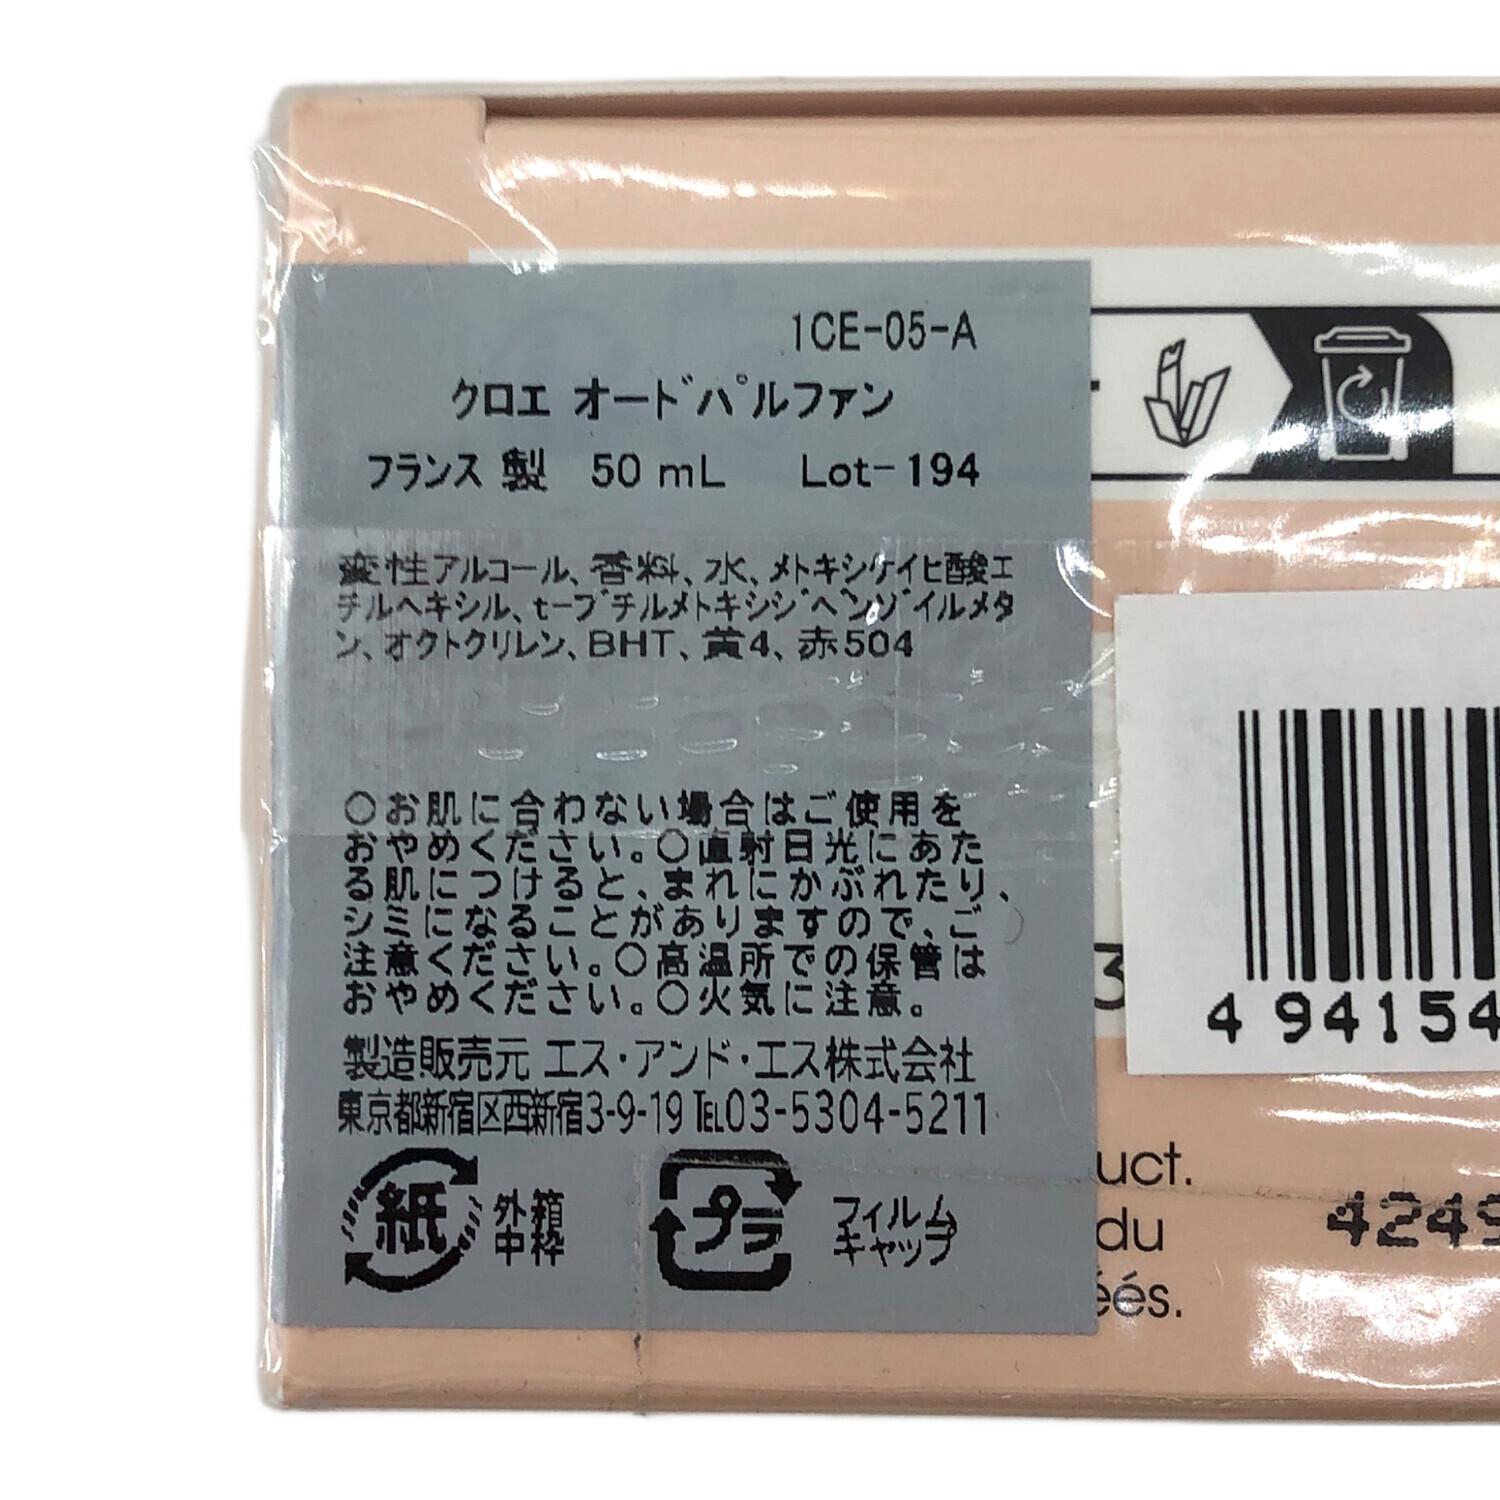 1CE-05-A
クロエ オードパルファン
フランス 製 50 mL Lot-194
変性アルコール、香料、水、メトキシケイヒ酸エ
チルヘキシル、t-ブチルメトキシジベンゾイルメタ
ン、オクトクリレン、BHT、黄4、赤504
○お肌に合わない場合はご使用を
おやめください。○直射日光にあた
る肌につけると、まれにかぶれたり、
シミになることがありますので、ご
注意ください。○高温所での保管は
おやめください。○火気に注意。
製造販売元 エス・アンド・エス株式会社
東京都新宿区西新宿3-9-19 TEL03-5304-5211
紙 外箱
中枠
プラ フィルム
キャップ
3
4 94154
uct.
du
éés.
4249